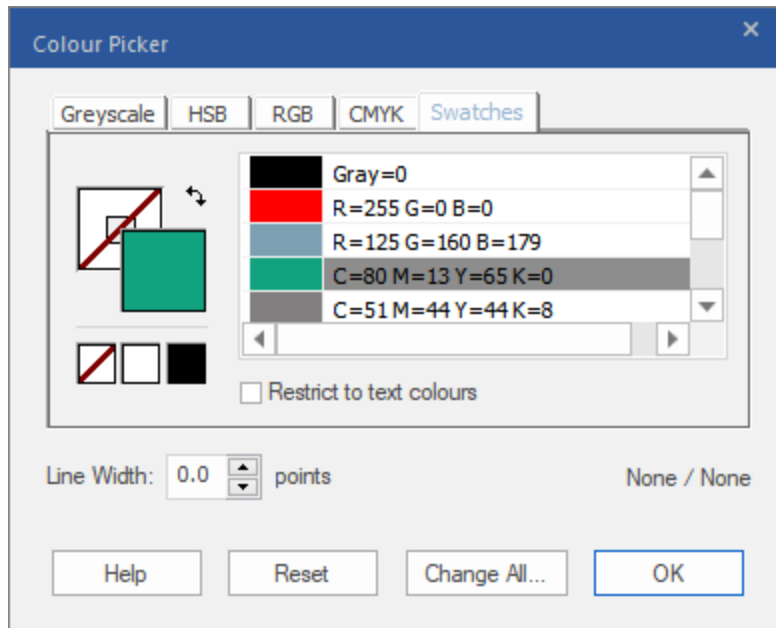 Colour Picker
Greyscale HSB RGB CMYK Swatches
Gray=0
R=255 G=0 B=0
R=125 G=160 B=179
C=80 M=13 Y=65 K=0
C=51 M=44 Y=44 K=8
Restrict to text colours
Line Width: 0.0 points None / None
Help Reset Change All... OK